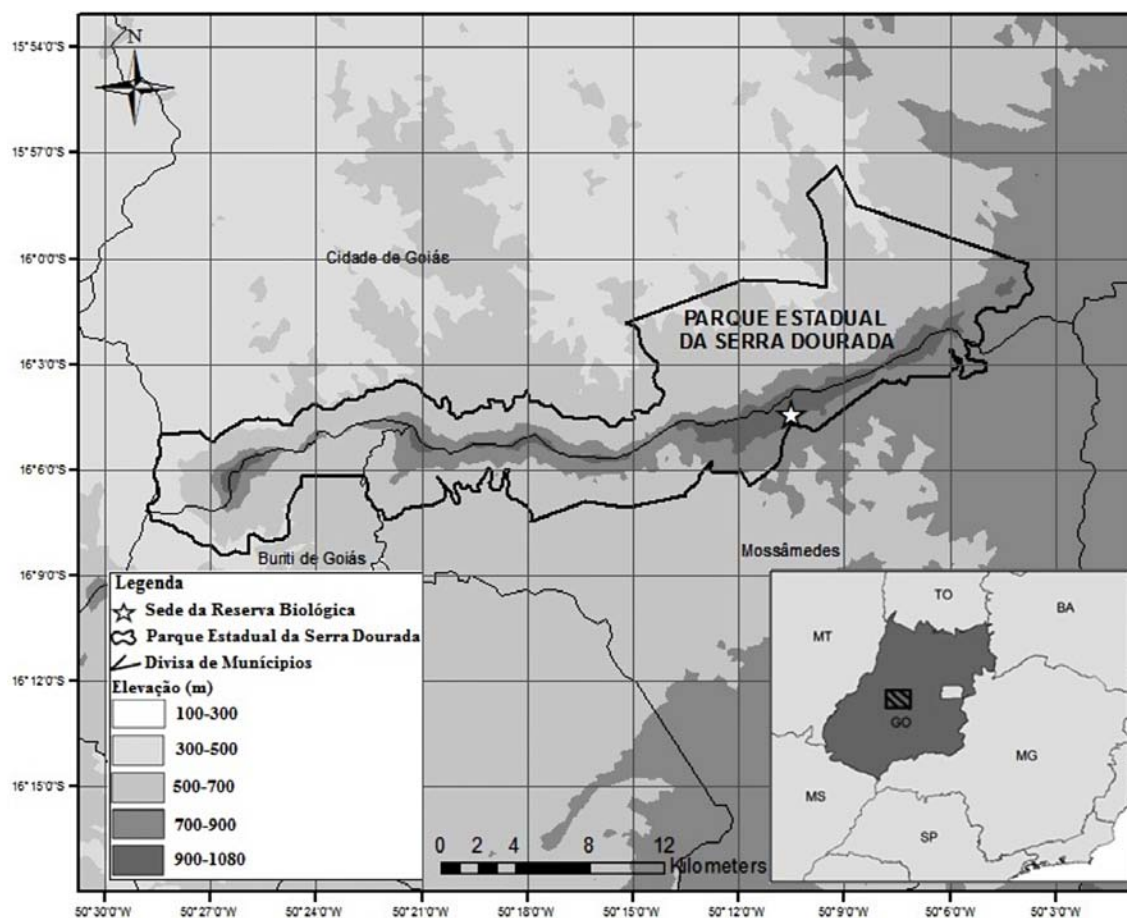 15°54'0"S
N
15°57'0"S
16°0'0"S
Cidade de Goiás
PARQUE ESTADUAL
DA SERRA DOURADA
16°3'0"S
16°6'0"S
Buriti de Goiás
Mossâmedes
16°9'0"S
Legenda
Sede da Reserva Biológica
Parque Estadual da Serra Dourada
Divisa de Munícipios
Elevação (m)
100-300
300-500
500-700
700-900
900-1080
16°12'0"S
16°15'0"S
TO
BA
MT
GO
MG
MS
SP
0 2 4 8 12
Kilometers
50°30'0"W 50°27'0"W 50°24'0"W 50°21'0"W 50°18'0"W 50°15'0"W 50°12'0"W 50°9'0"W 50°6'0"W 50°3'0"W